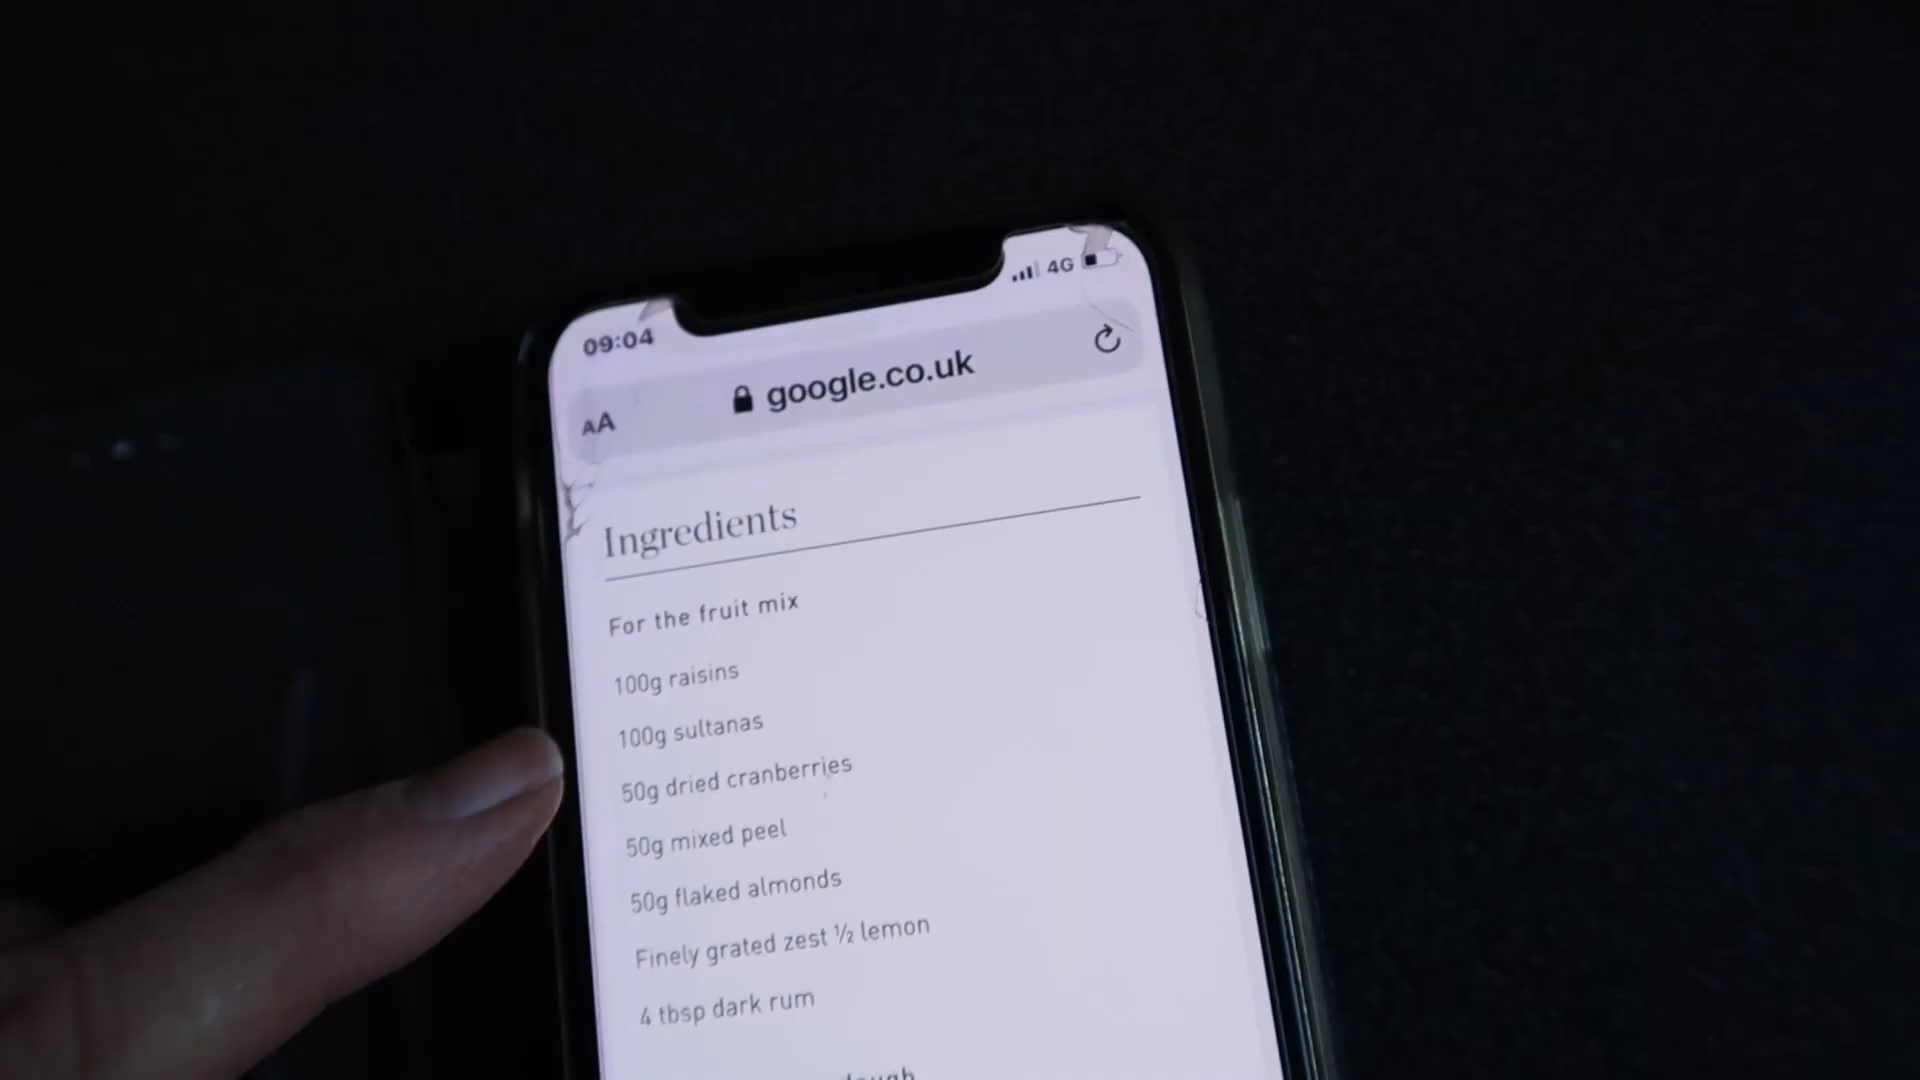 09:04
4G
AA google.co.uk
Ingredients
For the fruit mix
100g raisins
100g sultanas
50g dried cranberries
50g mixed peel
50g flaked almonds
Finely grated zest ½ lemon
4 tbsp dark rum
dough